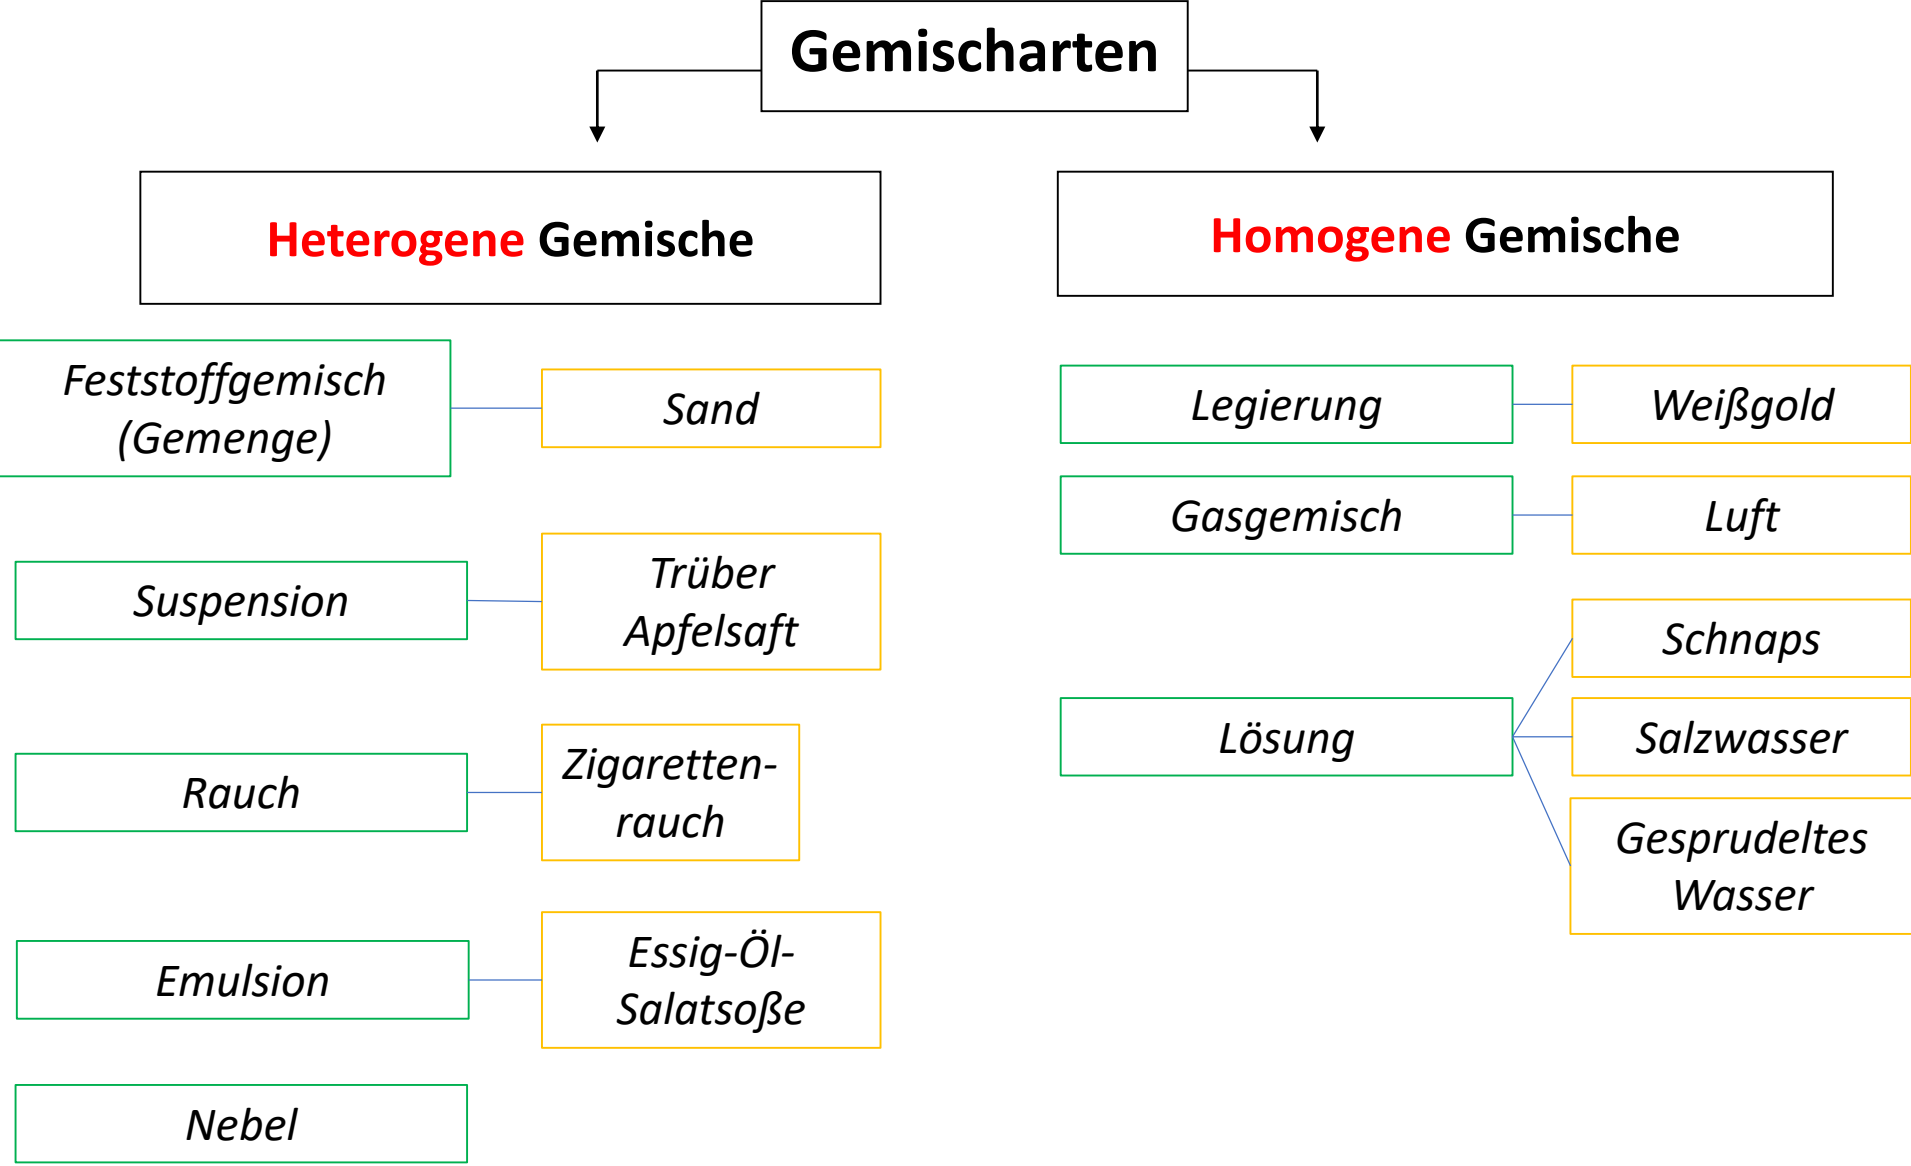 Gemischarten
Heterogene Gemische
Feststoffgemisch
(Gemenge)
Sand
Suspension
Trüber
Apfelsaft
Rauch
Zigaretten-
rauch
Emulsion
Essig-Öl-
Salatsoße
Nebel
Homogene Gemische
Legierung
Weißgold
Gasgemisch
Luft
Lösung
Schnaps
Salzwasser
Gesprudeltes
Wasser